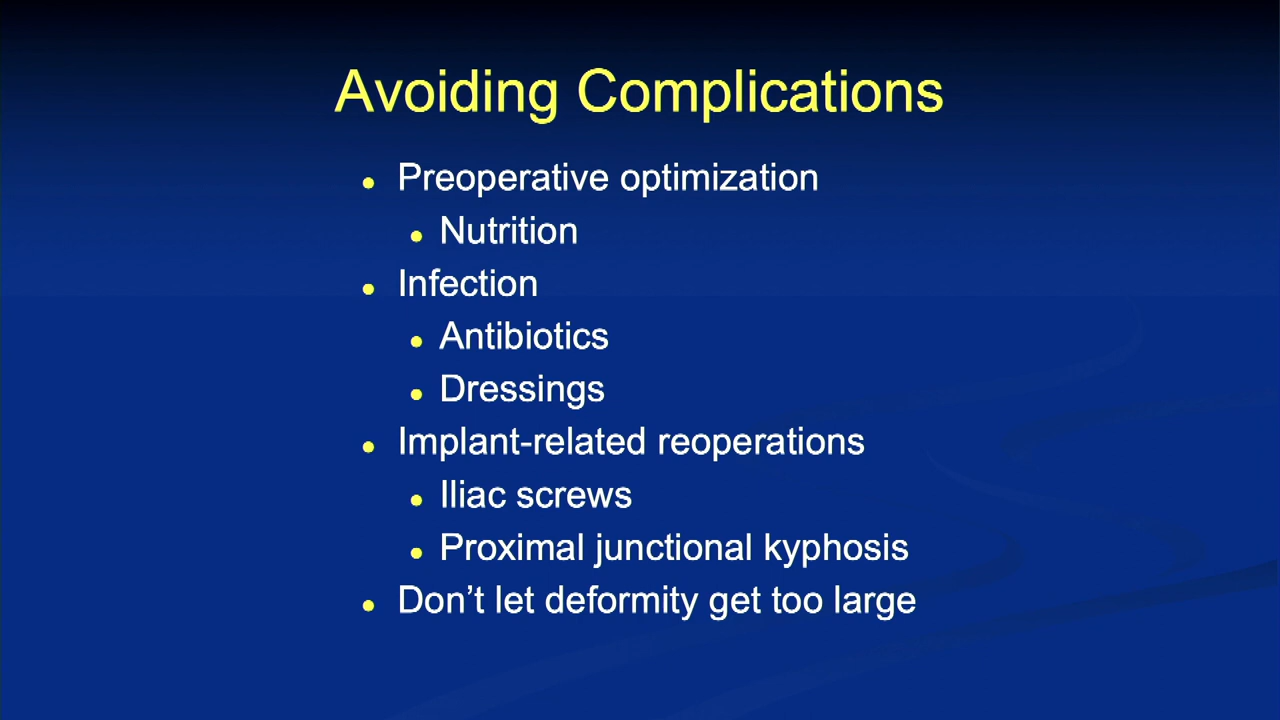 Avoiding Complications
Preoperative optimization
Nutrition
Infection
Antibiotics
Dressings
Implant-related reoperations
Iliac screws
Proximal junctional kyphosis
Don’t let deformity get too large